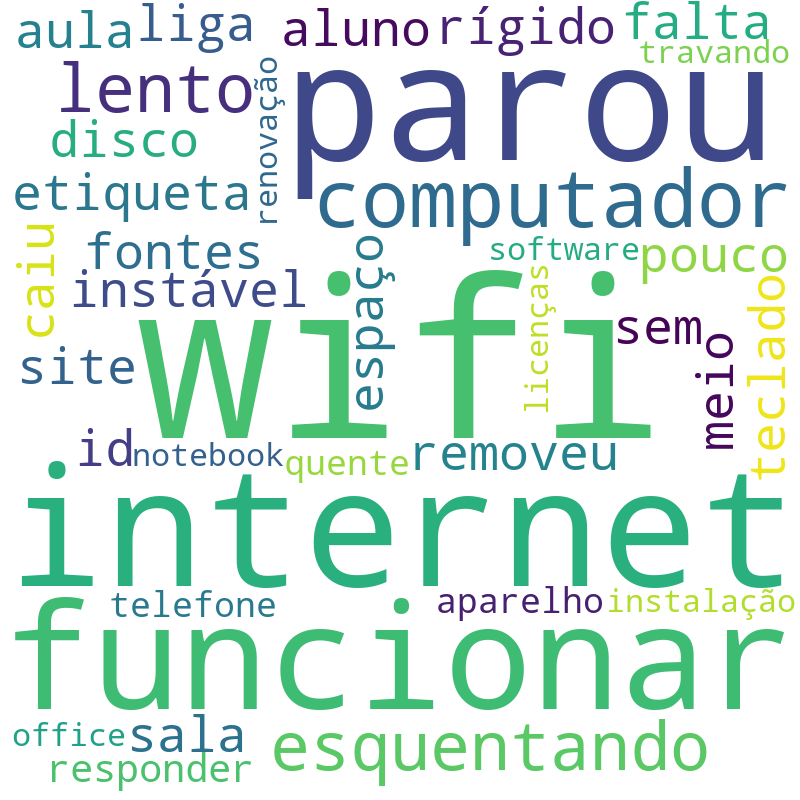 aula
liga
aluno
rígido
falta
travando
lento
renovação
parou
disco
etiqueta
computador
caiu
fontes
espaço
software
pouco
instável
wifi
licenças
sem
teclado
site
meio
id
notebook
quente
removeu
internet
telefone
aparelho
instalação
funcionar
office
sala
esquentando
responder